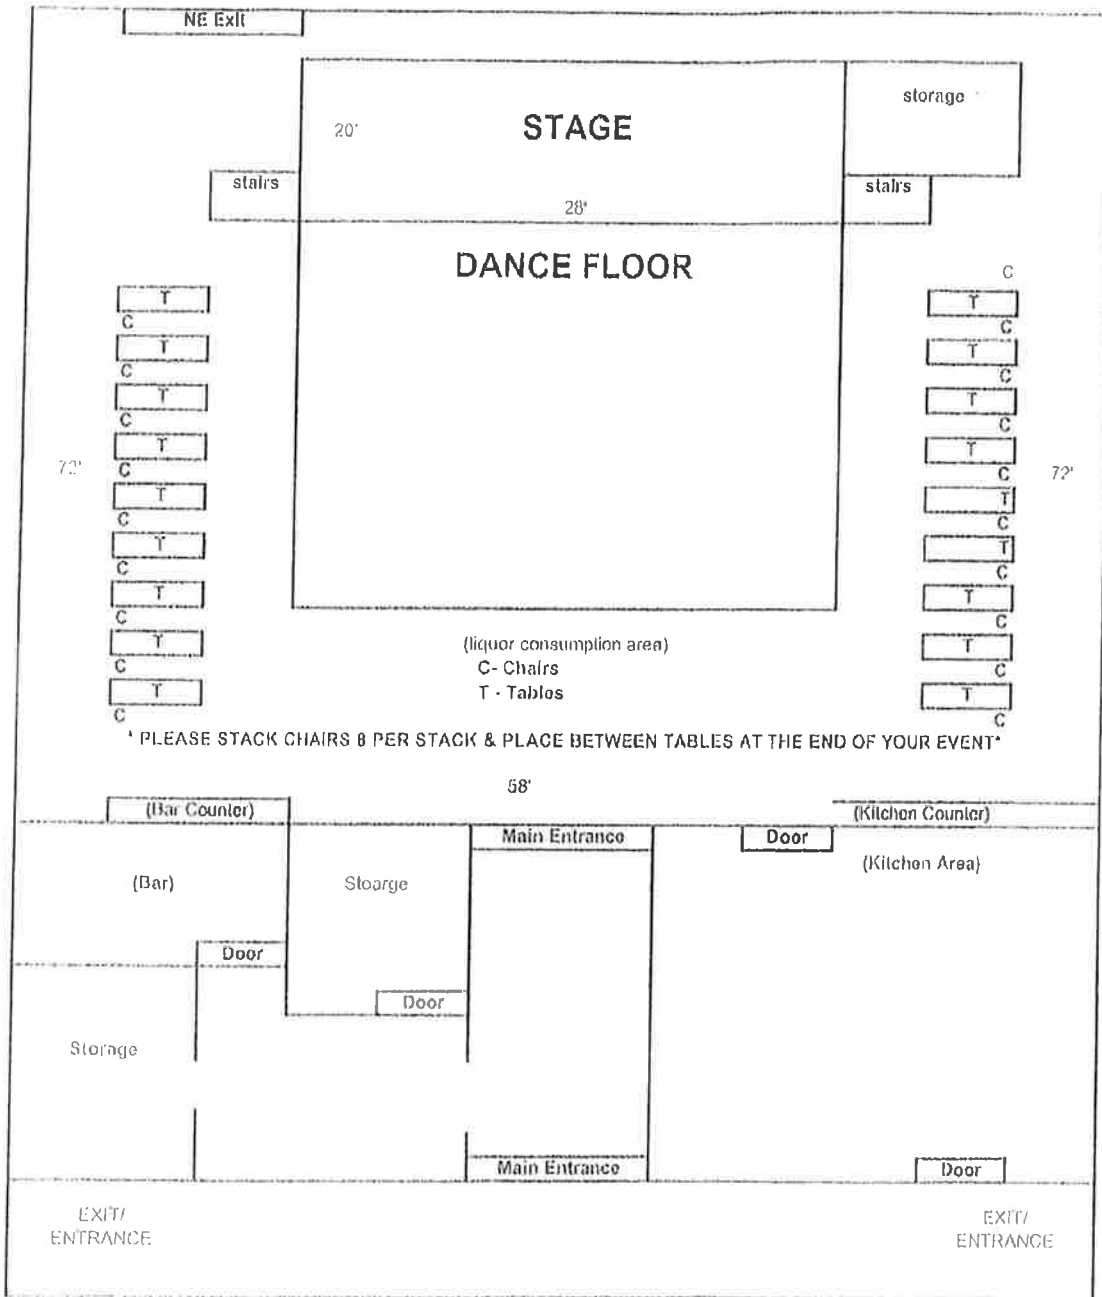 NE Exit
storage
20'
STAGE
stairs
stairs
28'
DANCE FLOOR
C
T
T
C
C
T
T
C
C
T
T
C
C
T
T
C
C
72'
72'
T
T
C
C
T
T
C
C
T
T
C
C
T
T
C
C
T
T
C
C
(liquor consumption area)
C- Chairs
T - Tables
* PLEASE STACK CHAIRS 8 PER STACK & PLACE BETWEEN TABLES AT THE END OF YOUR EVENT*
58'
(Bar Counter)
(Kitchen Counter)
Main Entrance
Door
(Kitchen Area)
(Bar)
Stoarge
Door
Door
Storage
Main Entrance
Door
EXIT/
ENTRANCE
EXIT/
ENTRANCE